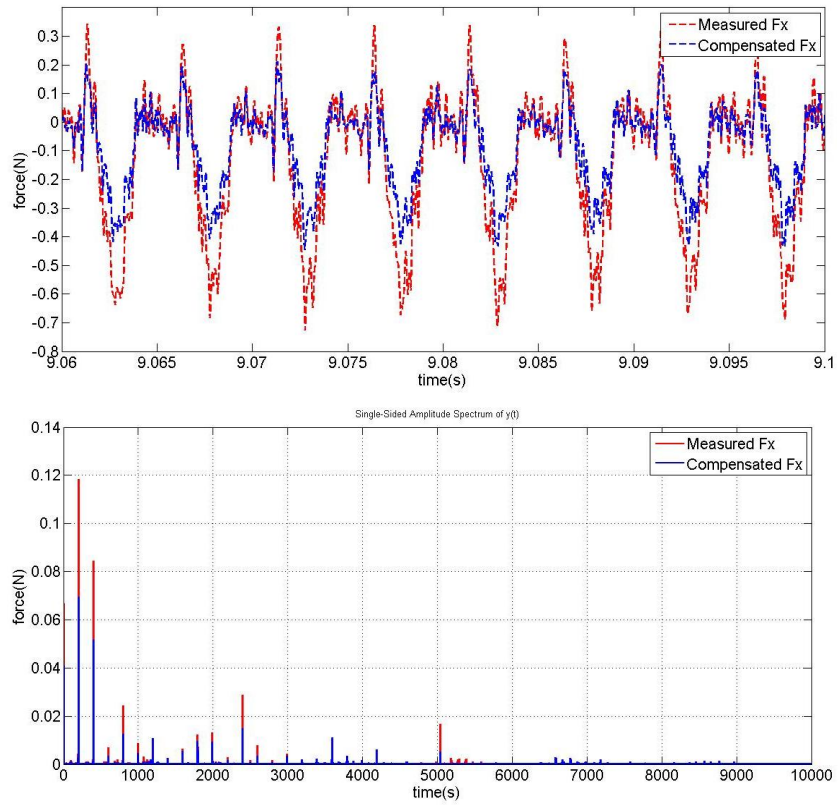 0.3
0.2
0.1
0
-0.1
-0.2
-0.3
-0.4
-0.5
-0.6
-0.7
-0.8
force(N)
Measured Fx
Compensated Fx
9.06 9.065 9.07 9.075 9.08 9.085 9.09 9.095 9.1
time(s)
Single-Sided Amplitude Spectrum of y(t)
0.14
0.12
0.1
0.08
0.06
0.04
0.02
0
force(N)
Measured Fx
Compensated Fx
0 1000 2000 3000 4000 5000 6000 7000 8000 9000 10000
time(s)